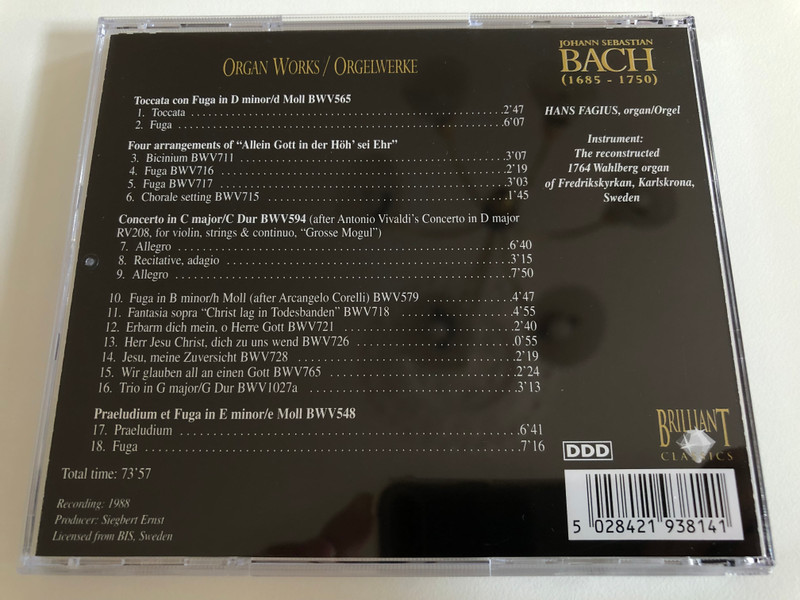 ORGAN WORKS / ORGELWERKE
JOHANN SEBASTIAN
BACH
(1685 - 1750)
Toccata con Fuga in D minor/d Moll BWV565
1. Toccata 2'47
2. Fuga 6'07
HANS FAGIUS, organ/Orgel
Four arrangements of "Allein Gott in der Höh' sei Ehr"
3. Bicinium BWV711 3'07
4. Fuga BWV716 2'19
5. Fuga BWV717 3'03
6. Chorale setting BWV715 1'45
Instrument:
The reconstructed
1764 Wahlberg organ
of Fredrikskyrkan, Karlskrona,
Sweden
Concerto in C major/C Dur BWV594 (after Antonio Vivaldi's Concerto in D major
RV208, for violin, strings & continuo, "Grosse Mogul")
7. Allegro 6'40
8. Recitative, adagio 3'15
9. Allegro 7'50
10. Fuga in B minor/h Moll (after Arcangelo Corelli) BWV579 4'47
11. Fantasia sopra "Christ lag in Todesbanden" BWV718 4'55
12. Erbarm dich mein, o Herre Gott BWV721 2'40
13. Herr Jesu Christ, dich zu uns wend BWV726 0'55
14. Jesu, meine Zuversicht BWV728 2'19
15. Wir glauben all an einen Gott BWV765 2'24
16. Trio in G major/G Dur BWV1027a 3'13
Praeludium et Fuga in E minor/e Moll BWV548
17. Praeludium 6'41
18. Fuga 7'16
Total time: 73'57
BRILLIANT
CLASSICS
DDD
Recording: 1988
Producer: Siegbert Ernst
Licensed from BIS, Sweden
5 028421 938141